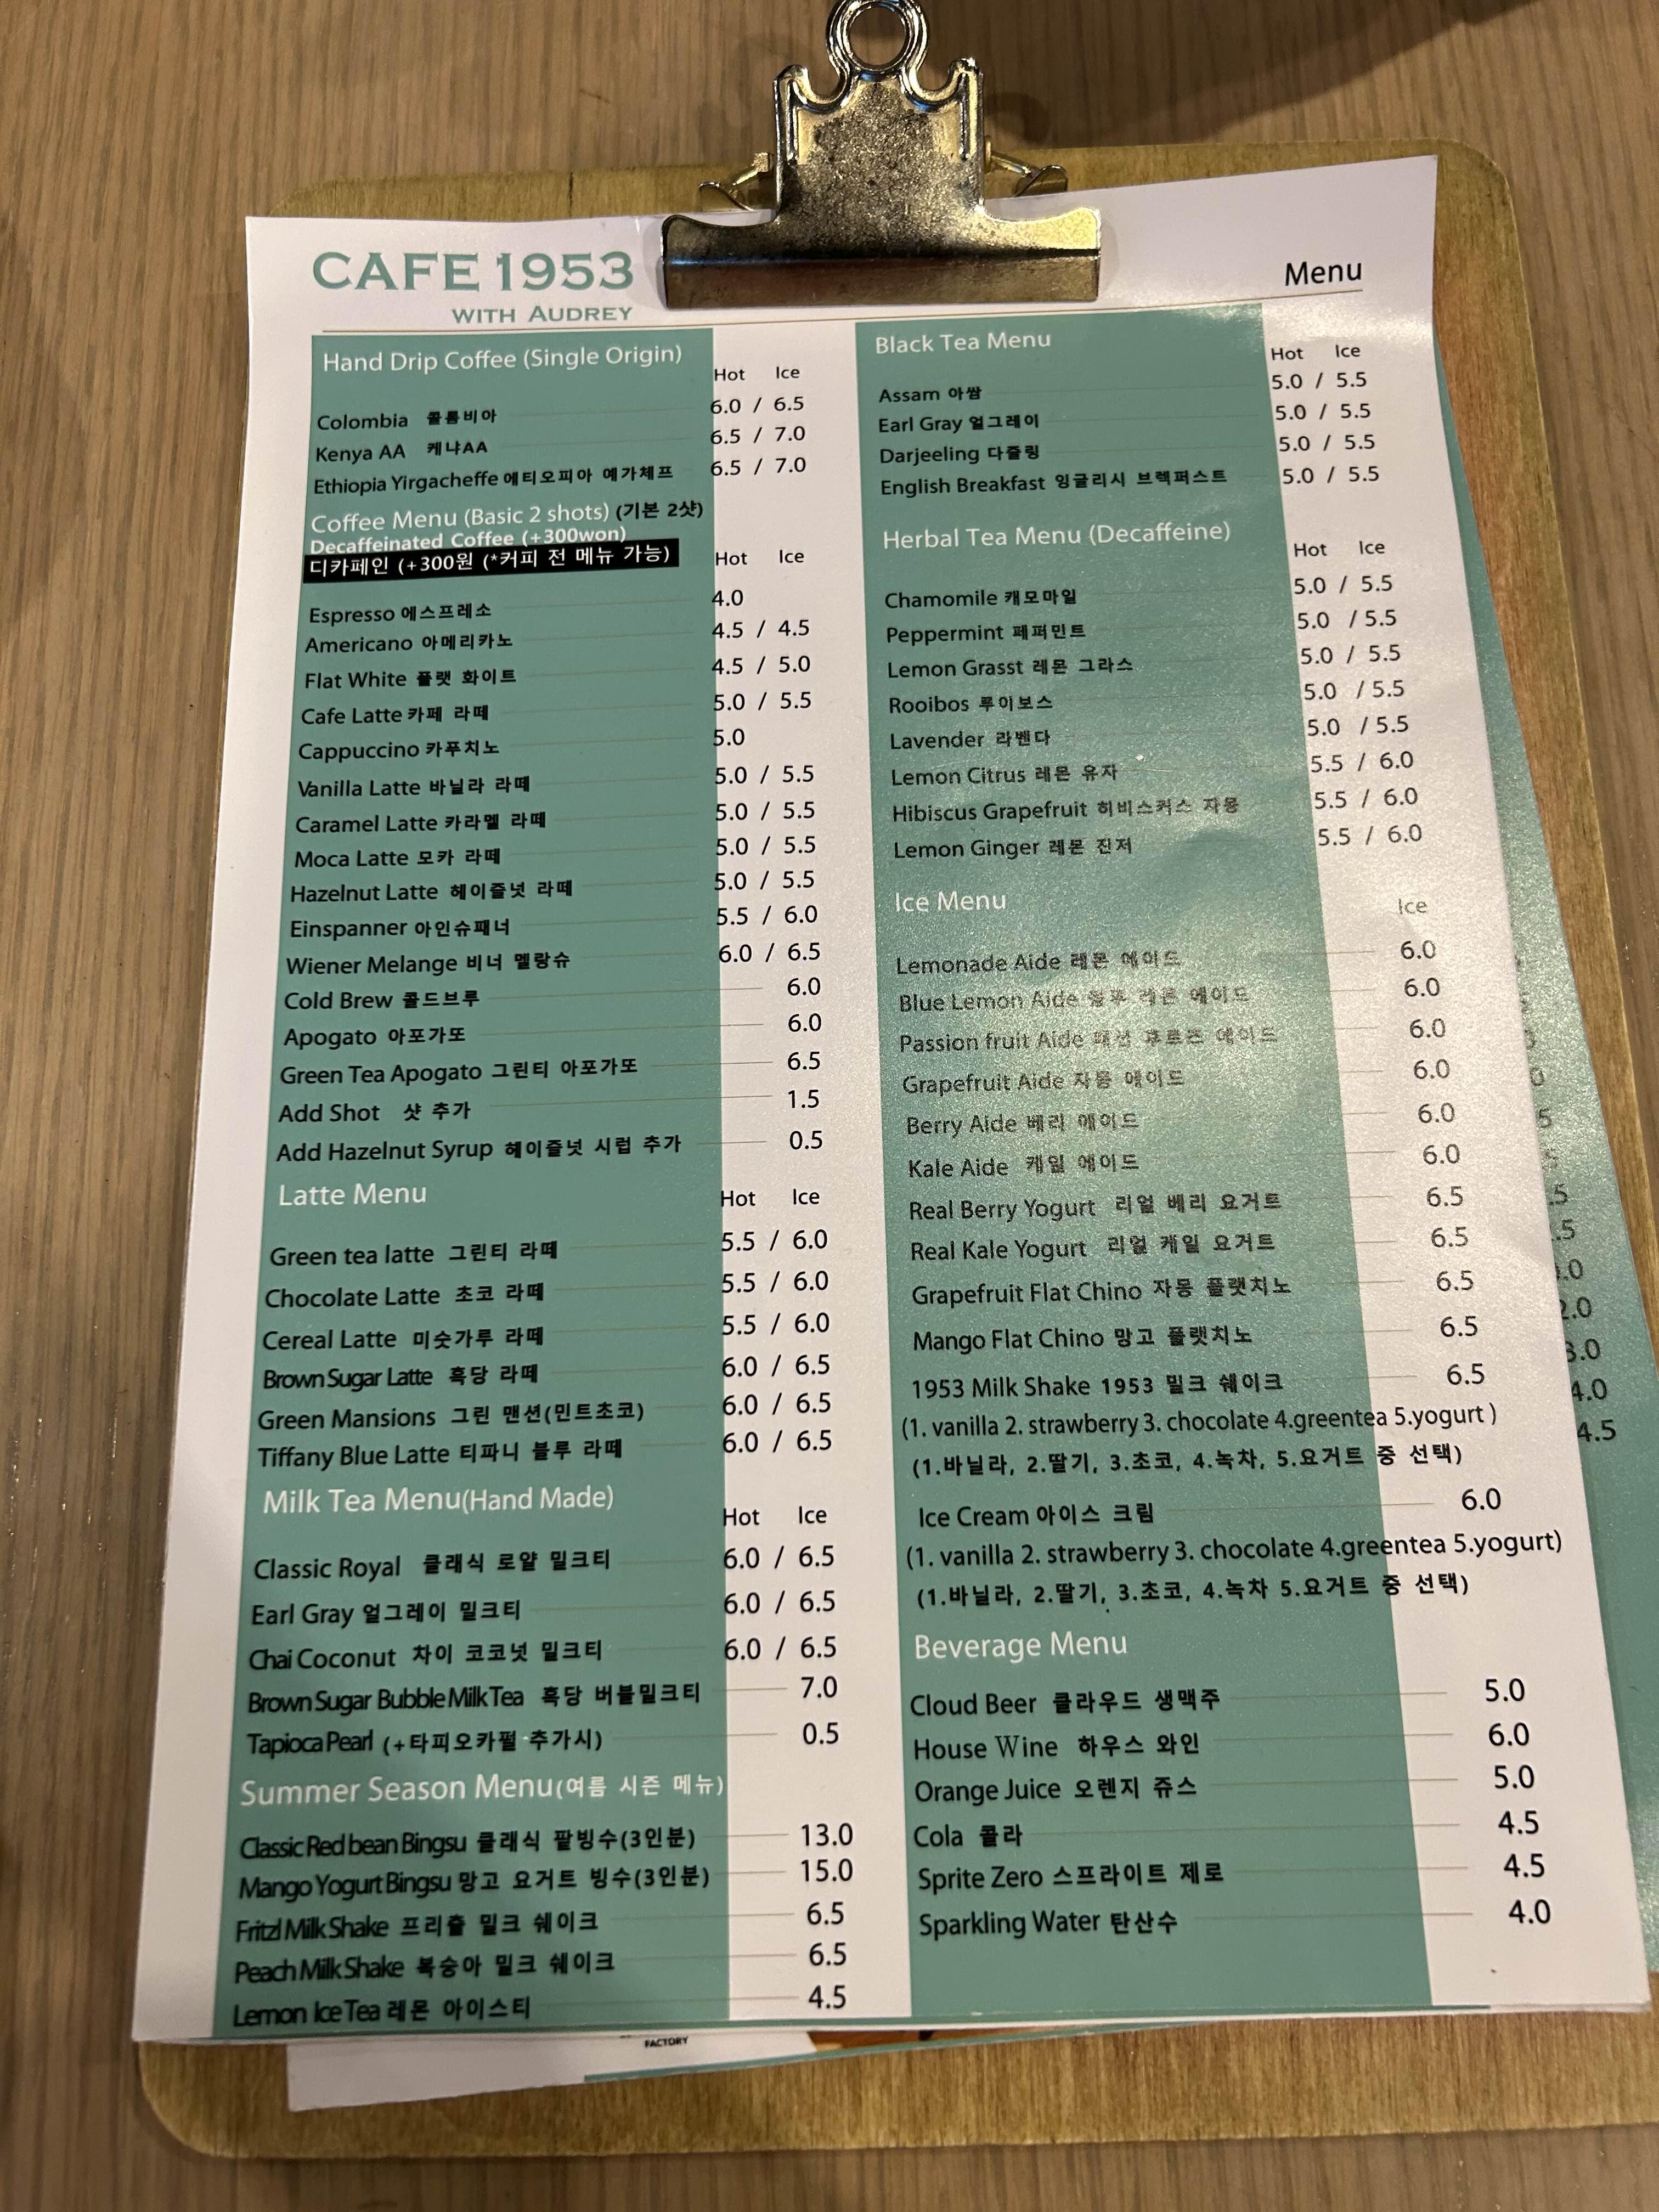 CAFE 1953
WITH AUDREY
Menu
Hand Drip Coffee (Single Origin)
Hot Ice
Colombia 콜롬비아 6.0 / 6.5
Kenya AA 케냐AA 6.5 / 7.0
Ethiopia Yirgacheffe 에티오피아 예가체프 6.5 / 7.0
Coffee Menu (Basic 2 shots) (기본 2샷)
Decaffeinated Coffee (+300won)
디카페인 (+300원 (*커피 전 메뉴 가능)
Hot Ice
Espresso 에스프레소 4.0
Americano 아메리카노 4.5 / 4.5
Flat White 플랫 화이트 4.5 / 5.0
Cafe Latte 카페 라떼 5.0 / 5.5
Cappuccino 카푸치노 5.0
Vanilla Latte 바닐라 라떼 5.0 / 5.5
Caramel Latte 카라멜 라떼 5.0 / 5.5
Moca Latte 모카 라떼 5.0 / 5.5
Hazelnut Latte 헤이즐넛 라떼 5.0 / 5.5
Einspanner 아인슈패너 5.5 / 6.0
Wiener Melange 비너 멜랑슈 6.0 / 6.5
Cold Brew 콜드브루 6.0
Apogato 아포가또 6.0
Green Tea Apogato 그린티 아포가또 6.5
Add Shot 샷 추가 1.5
Add Hazelnut Syrup 헤이즐넛 시럽 추가 0.5
Latte Menu
Hot Ice
Green tea latte 그린티 라떼 5.5 / 6.0
Chocolate Latte 초코 라떼 5.5 / 6.0
Cereal Latte 미숫가루 라떼 5.5 / 6.0
Brown Sugar Latte 흑당 라떼 6.0 / 6.5
Green Mansions 그린 맨션(민트초코) 6.0 / 6.5
Tiffany Blue Latte 티파니 블루 라떼 6.0 / 6.5
Milk Tea Menu(Hand Made)
Hot Ice
Classic Royal 클래식 로얄 밀크티 6.0 / 6.5
Earl Gray 얼그레이 밀크티 6.0 / 6.5
Chai Coconut 차이 코코넛 밀크티 6.0 / 6.5
Brown Sugar Bubble Milk Tea 흑당 버블밀크티 7.0
Tapioca Pearl (+타피오카펄 추가시) 0.5
Summer Season Menu(여름 시즌 메뉴)
Classic Red bean Bingsu 클래식 팥빙수(3인분) 13.0
Mango Yogurt Bingsu 망고 요거트 빙수(3인분) 15.0
Fritzl Milk Shake 프리츨 밀크 쉐이크 6.5
Peach Milk Shake 복숭아 밀크 쉐이크 6.5
Lemon Ice Tea 레몬 아이스티 4.5
Black Tea Menu
Hot Ice
Assam 아쌈 5.0 / 5.5
Earl Gray 얼그레이 5.0 / 5.5
Darjeeling 다즐링 5.0 / 5.5
English Breakfast 잉글리시 브렉퍼스트 5.0 / 5.5
Herbal Tea Menu (Decaffeine)
Hot Ice
Chamomile 캐모마일 5.0 / 5.5
Peppermint 페퍼민트 5.0 / 5.5
Lemon Grasst 레몬 그라스 5.0 / 5.5
Rooibos 루이보스 5.0 / 5.5
Lavender 라벤다 5.0 / 5.5
Lemon Citrus 레몬 유자 5.5 / 6.0
Hibiscus Grapefruit 히비스커스 자몽 5.5 / 6.0
Lemon Ginger 레몬 진저 5.5 / 6.0
Ice Menu
Ice
Lemonade Aide 레몬 에이드 6.0
Blue Lemon Aide 레몬 에이드 6.0
Passion fruit Aide 패션 후르츠 에이드 6.0
Grapefruit Aide 자몽 에이드 6.0
Berry Aide 베리 에이드 6.0
Kale Aide 케일 에이드 6.0
Real Berry Yogurt 리얼 베리 요거트 6.5
Real Kale Yogurt 리얼 케일 요거트 6.5
Grapefruit Flat Chino 자몽 플랫치노 6.5
Mango Flat Chino 망고 플랫치노 6.5
1953 Milk Shake 1953 밀크 쉐이크 6.5
(1. vanilla 2. strawberry 3. chocolate 4.greentea 5.yogurt )
(1.바닐라, 2.딸기, 3.초코, 4.녹차, 5.요거트 중 선택)
Ice Cream 아이스 크림 6.0
(1. vanilla 2. strawberry 3. chocolate 4.greentea 5.yogurt)
(1.바닐라, 2.딸기, 3.초코, 4.녹차 5.요거트 중 선택)
Beverage Menu
Cloud Beer 클라우드 생맥주 5.0
House Wine 하우스 와인 6.0
Orange Juice 오렌지 쥬스 5.0
Cola 콜라 4.5
Sprite Zero 스프라이트 제로 4.5
Sparkling Water 탄산수 4.0
4.5
FACTORY